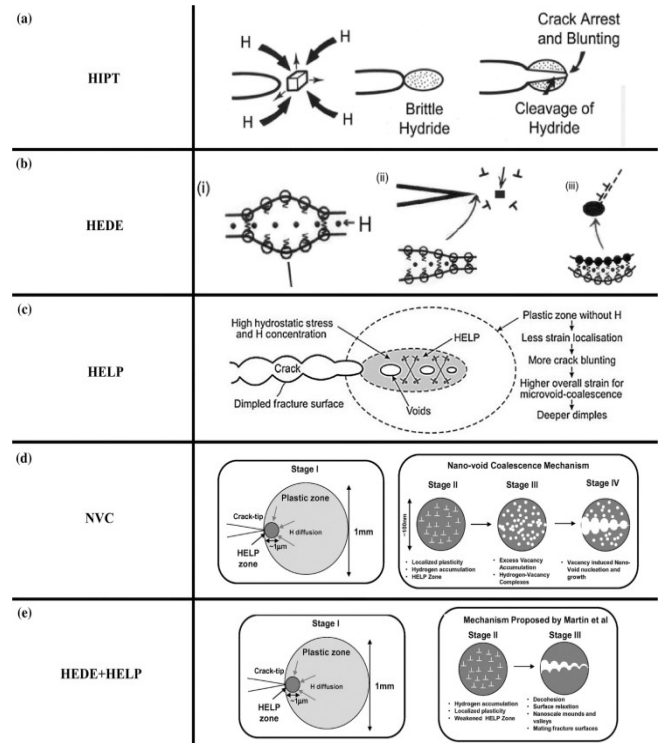 (a)
HIPT
H
H
H
H
Brittle
Hydride
Crack Arrest
and Blunting
Cleavage of
Hydride
(b)
HEDE
(i)
H
(ii)
(iii)
(c)
HELP
High hydrostatic stress
and H concentration
HELP
Crack
Dimpled fracture surface
Voids
Plastic zone without H
Less strain localisation
More crack blunting
Higher overall strain for
microvoid-coalescence
Deeper dimples
(d)
NVC
Stage I
Plastic zone
Crack-tip
H diffusion
HELP
zone
~1μm
1mm
Nano-void Coalescence Mechanism
Stage II
Stage III
Stage IV
~100nm
• Localized plasticity
• Hydrogen accumulation
• HELP Zone
• Excess Vacancy
Accumulation
• Hydrogen-Vacancy
Complexes
• Vacancy Induced Nano-
Void nucleation and
growth
(e)
HEDE+HELP
Stage I
Plastic zone
Crack-tip
H diffusion
HELP
zone
~1μm
1mm
Mechanism Proposed by Martin et al
Stage II
Stage III
• Hydrogen accumulation
• Localized plasticity
• Weakened HELP Zone
• Decohesion
• Surface relaxation
• Nanoscale mounds and
valleys
• Mating fracture surfaces